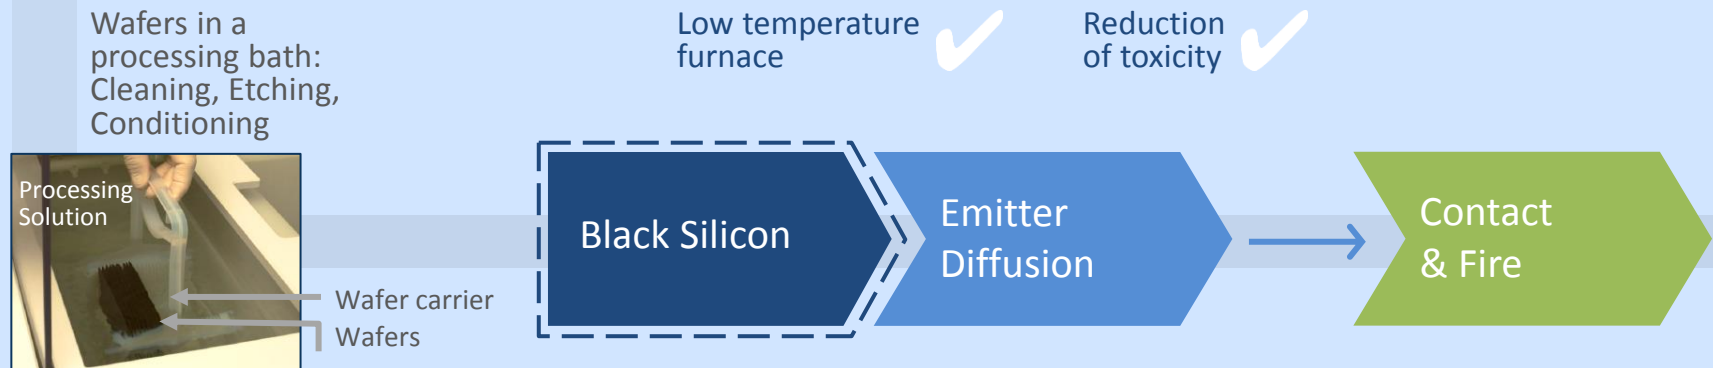 Wafers in a
processing bath:
Cleaning, Etching,
Conditioning
Low temperature
furnace
Reduction
of toxicity
Processing
Solution
Wafer carrier
Wafers
Black Silicon
Emitter
Diffusion
Contact
& Fire